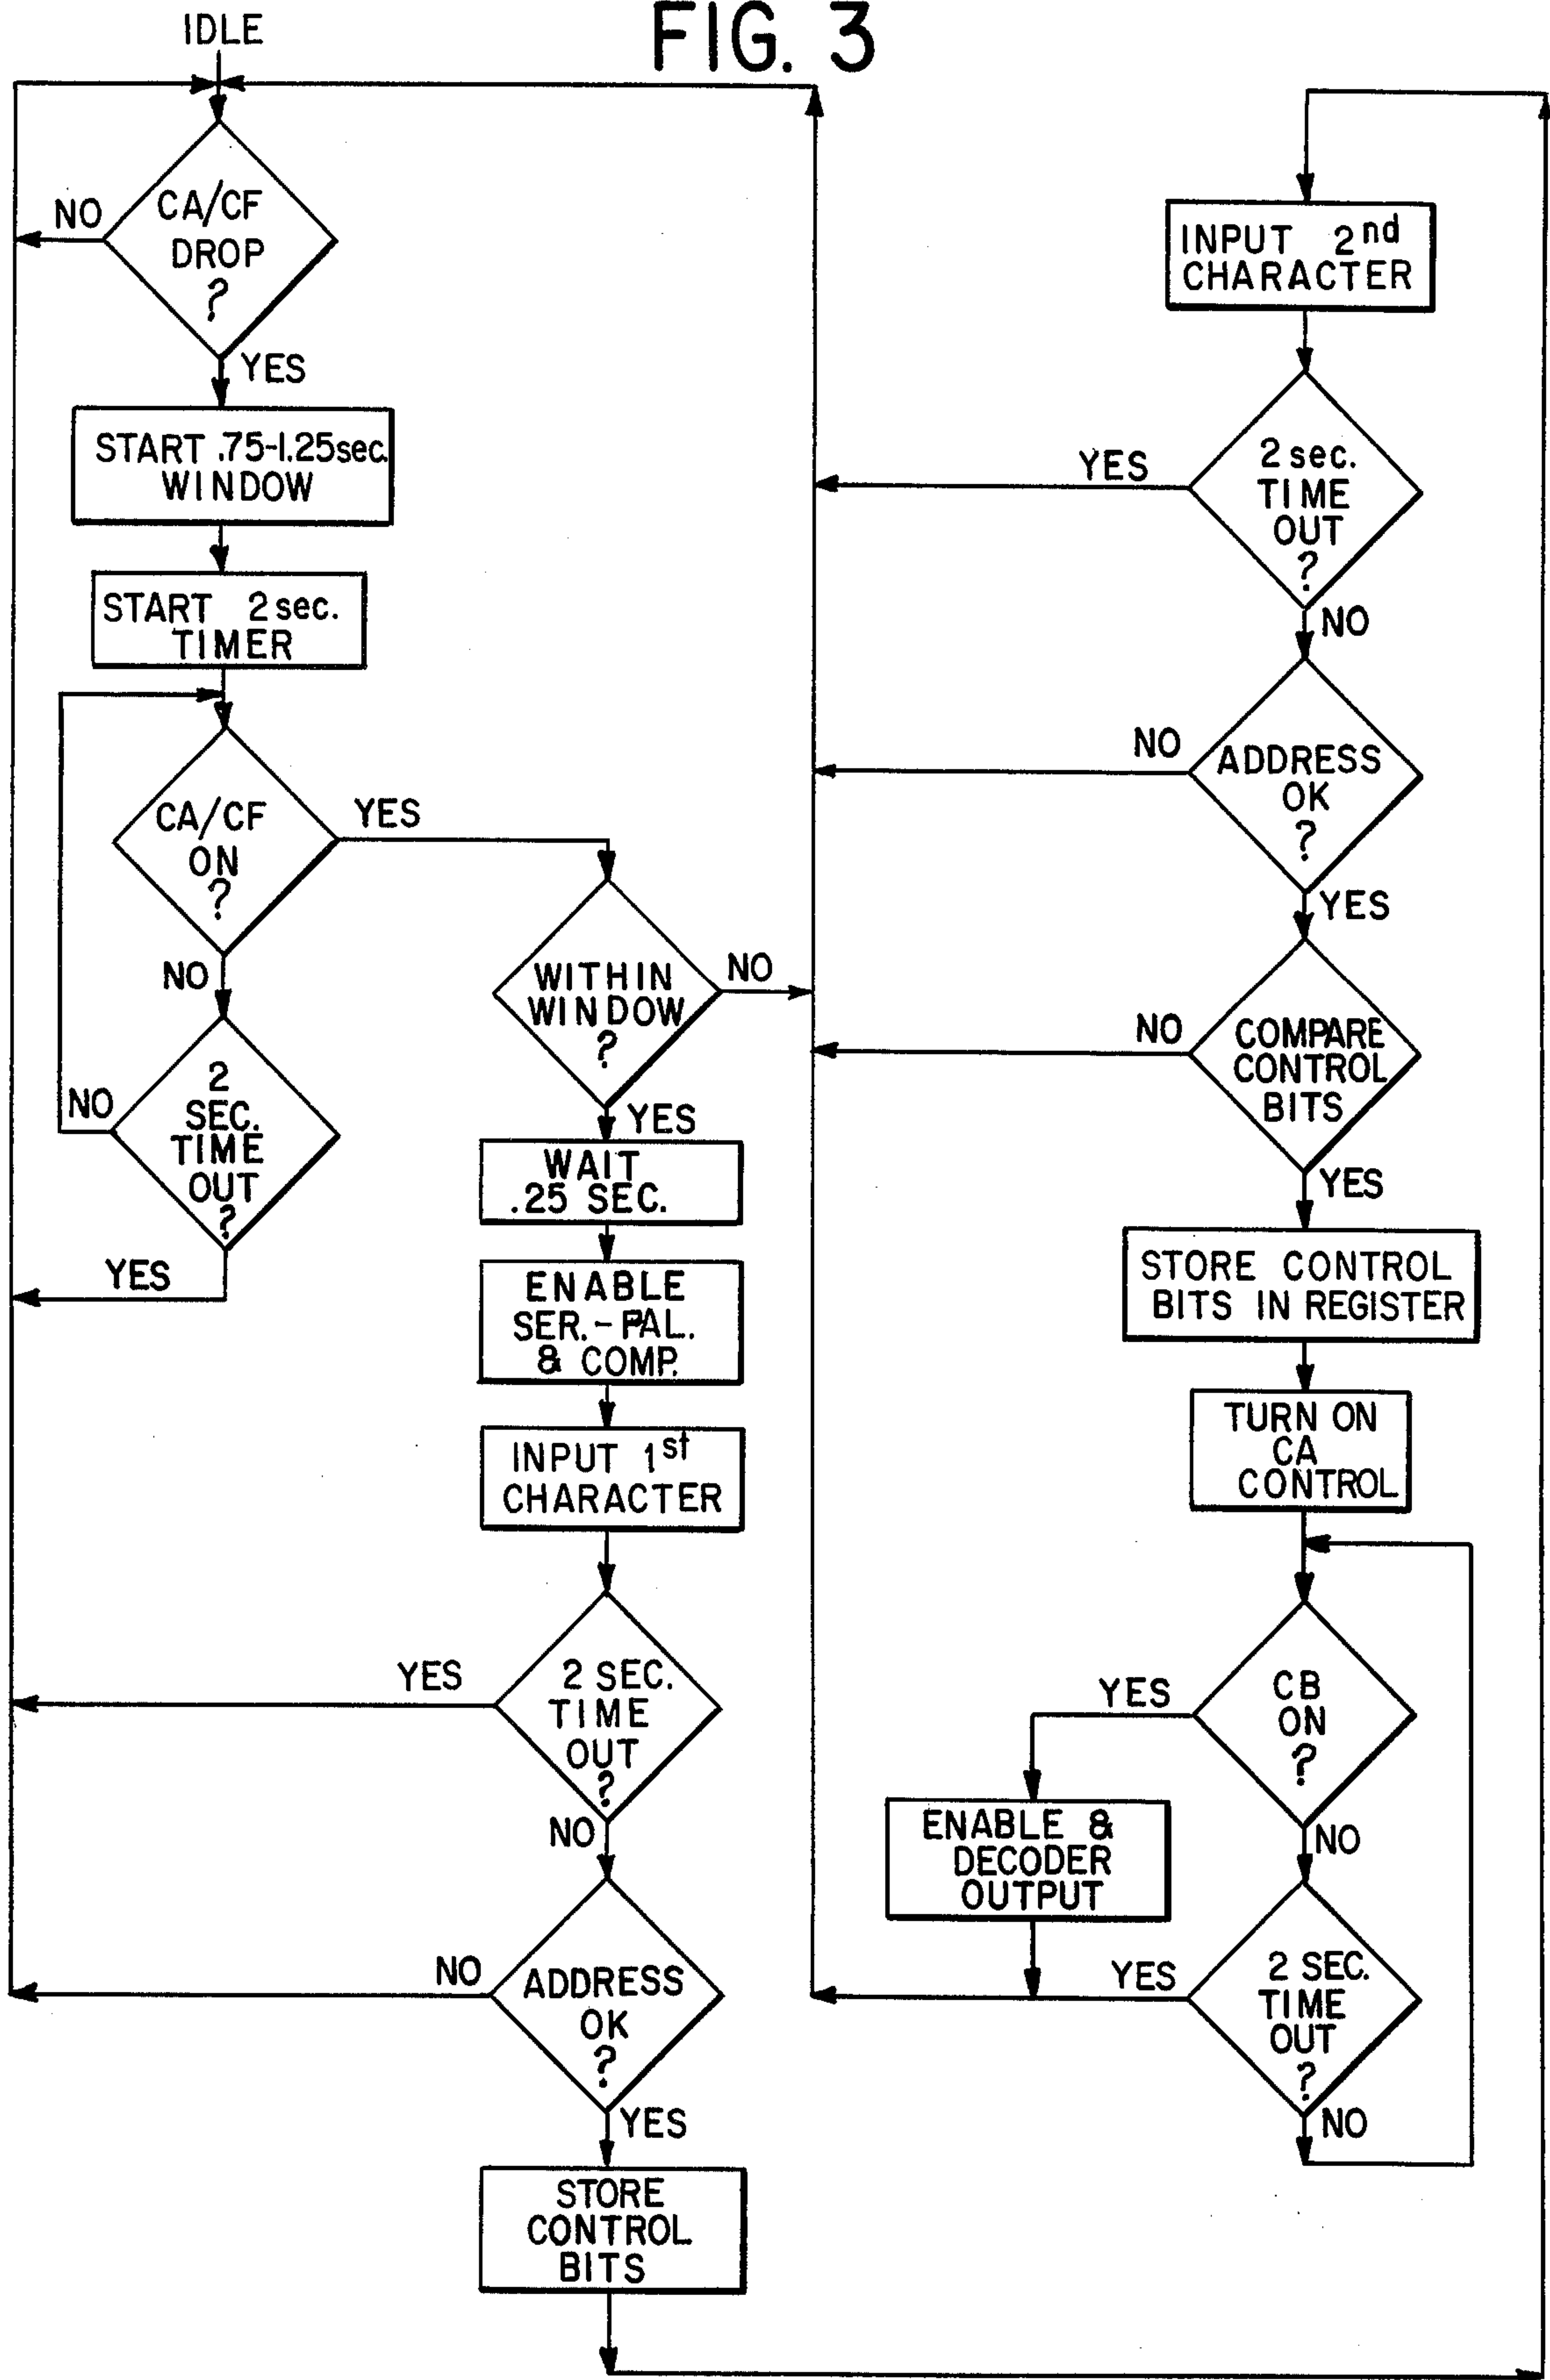 FIG. 3
IDLE
CA/CF
DROP
?
NO
YES
START .75-1.25sec.
WINDOW
START 2 sec.
TIMER
CA/CF
ON
?
YES
NO
2
SEC.
TIME
OUT
?
NO
YES
WITHIN
WINDOW
?
NO
YES
WAIT
.25 SEC.
ENABLE
SER.-PAL.
& COMP.
INPUT 1st
CHARACTER
2 SEC.
TIME
OUT
?
YES
NO
ADDRESS
OK
?
NO
YES
STORE
CONTROL
BITS
INPUT 2nd
CHARACTER
2 sec.
TIME
OUT
?
YES
NO
ADDRESS
OK
?
NO
YES
COMPARE
CONTROL
BITS
NO
YES
STORE CONTROL
BITS IN REGISTER
TURN ON
CA
CONTROL
CB
ON
?
YES
NO
ENABLE &
DECODER
OUTPUT
2 SEC.
TIME
OUT
?
YES
NO